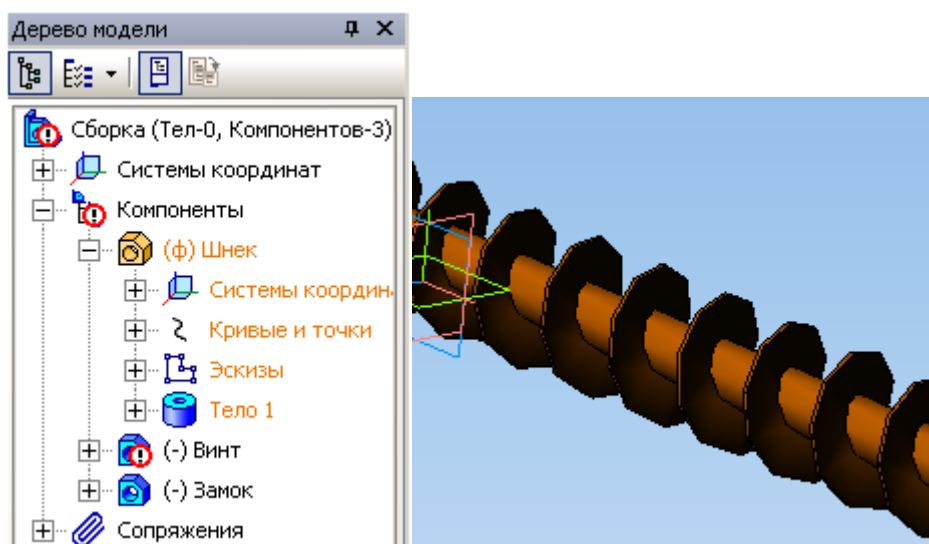 Дерево модели
Сборка (Тел-0, Компонентов-3)
Системы координат
Компоненты
(ф) Шнек
Системы координ
Кривые и точки
Эскизы
Тело 1
(-) Винт
(-) Замок
Сопряжения